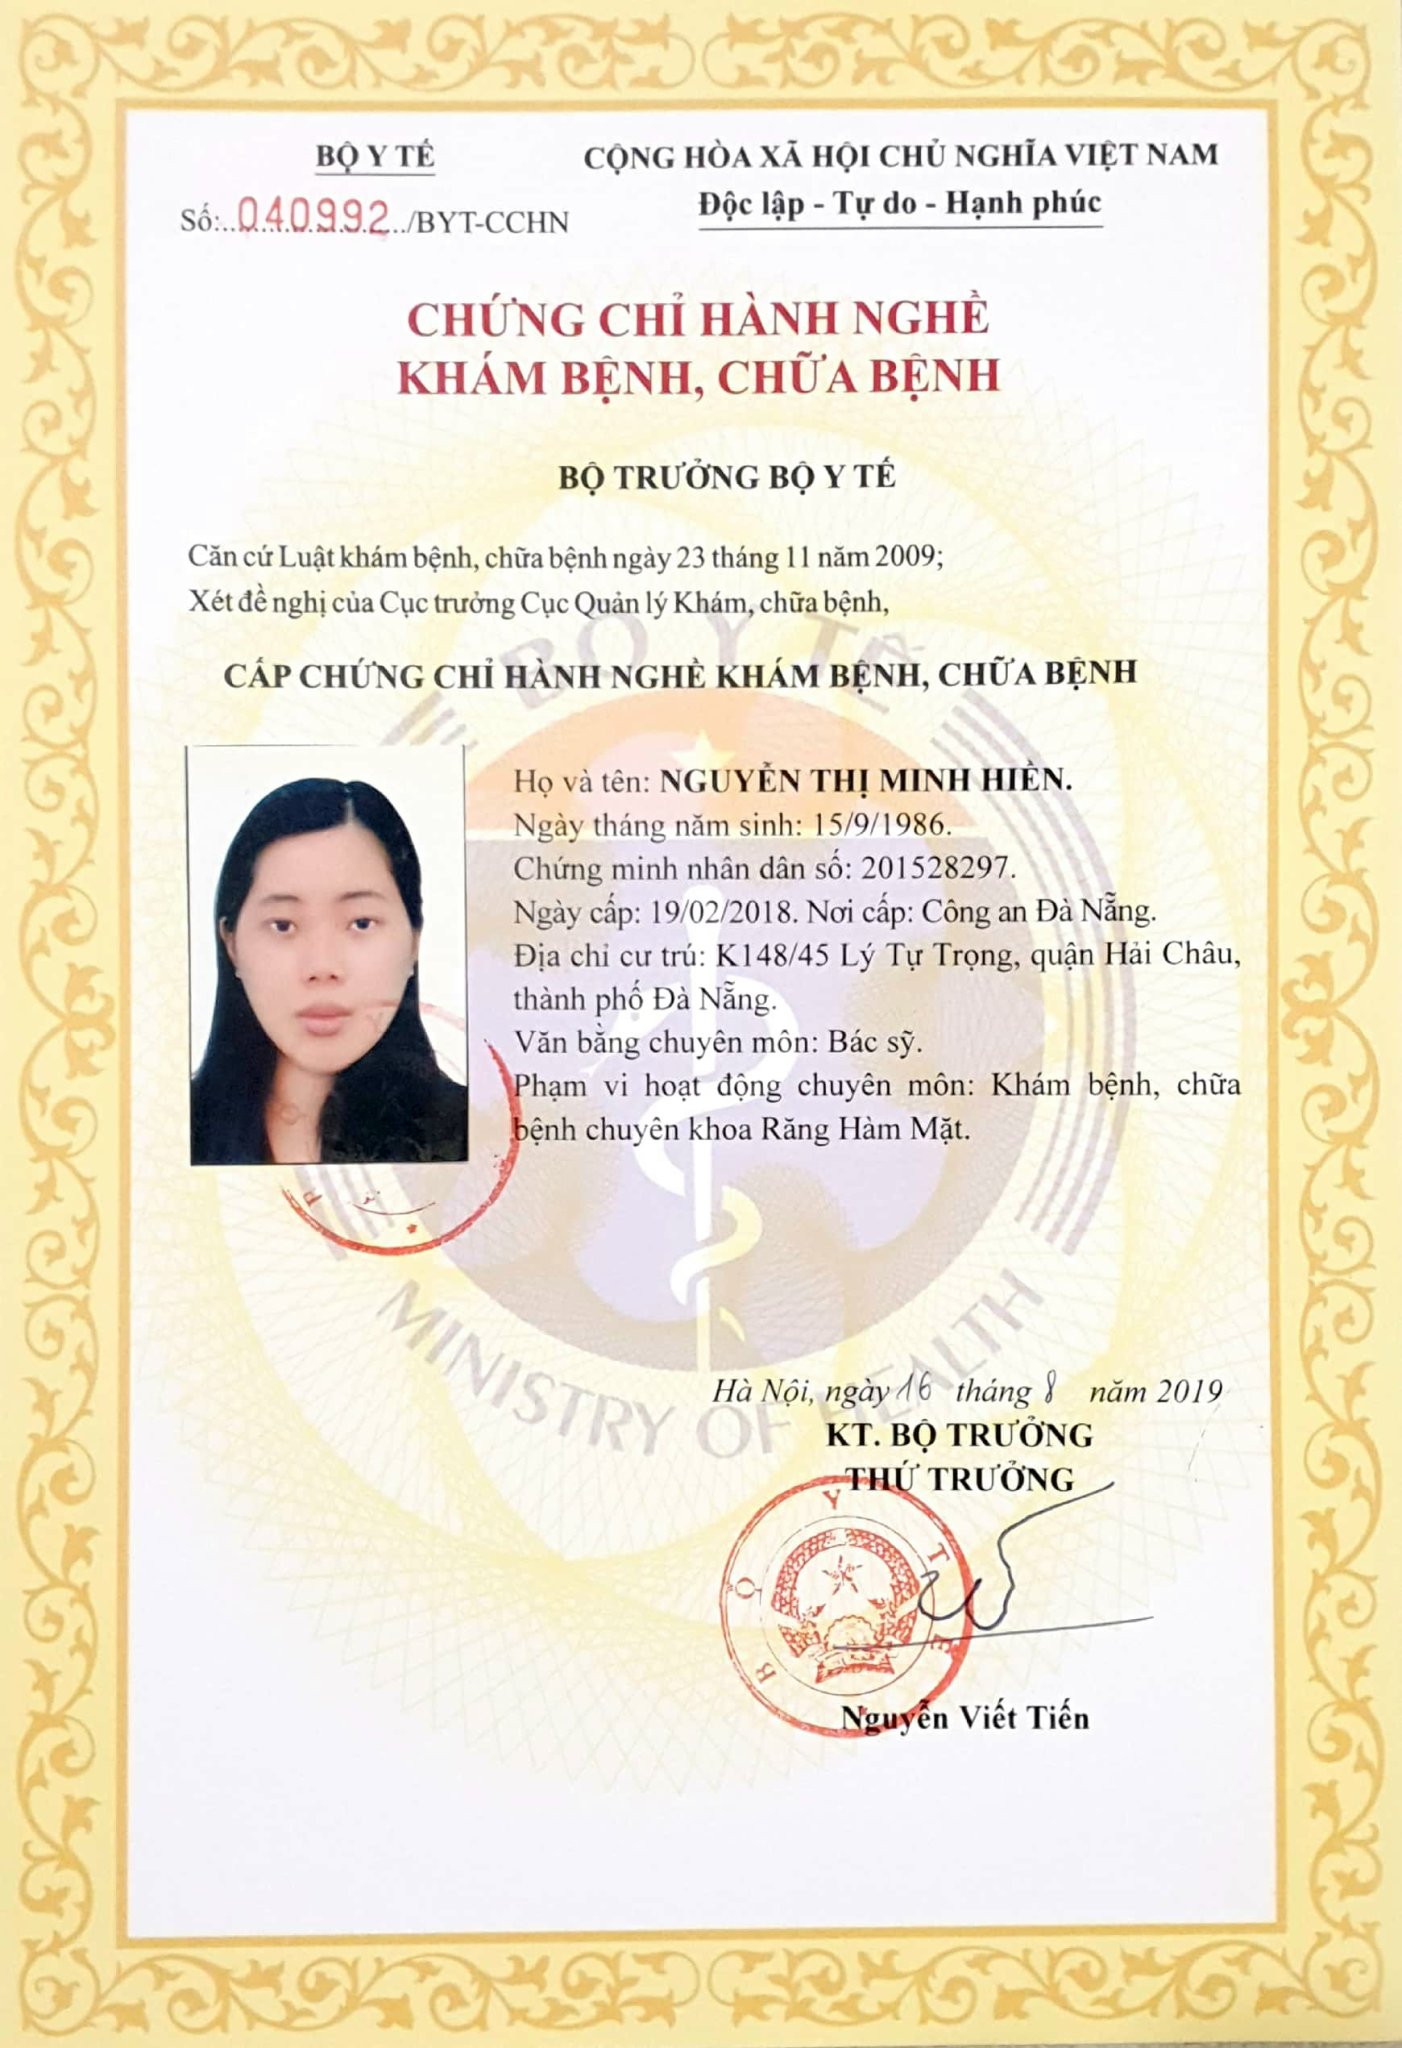 BỘ Y TẾ
Số:..040992../BYT-CCHN
CỘNG HÒA XÃ HỘI CHỦ NGHĨA VIỆT NAM
Độc lập - Tự do - Hạnh phúc
CHỨNG CHỈ HÀNH NGHỀ
KHÁM BỆNH, CHỮA BỆNH
BỘ TRƯỞNG BỘ Y TẾ
Căn cứ Luật khám bệnh, chữa bệnh ngày 23 tháng 11 năm 2009;
Xét đề nghị của Cục trưởng Cục Quản lý Khám, chữa bệnh,
BỘ Y TẾ
CẤP CHỨNG CHỈ HÀNH NGHỀ KHÁM BỆNH, CHỮA BỆNH
Họ và tên: NGUYỄN THỊ MINH HIỀN.
Ngày tháng năm sinh: 15/9/1986.
Chứng minh nhân dân số: 201528297.
Ngày cấp: 19/02/2018. Nơi cấp: Công an Đà Nẵng.
Địa chỉ cư trú: K148/45 Lý Tự Trọng, quận Hải Châu,
thành phố Đà Nẵng.
Văn bằng chuyên môn: Bác sỹ.
Phạm vi hoạt động chuyên môn: Khám bệnh, chữa
bệnh chuyên khoa Răng Hàm Mặt.
MINISTRY OF HEALTH
Hà Nội, ngày 16 tháng 8 năm 2019
KT. BỘ TRƯỞNG
THỨ TRƯỞNG
BỘ Y TẾ
Nguyễn Viết Tiến